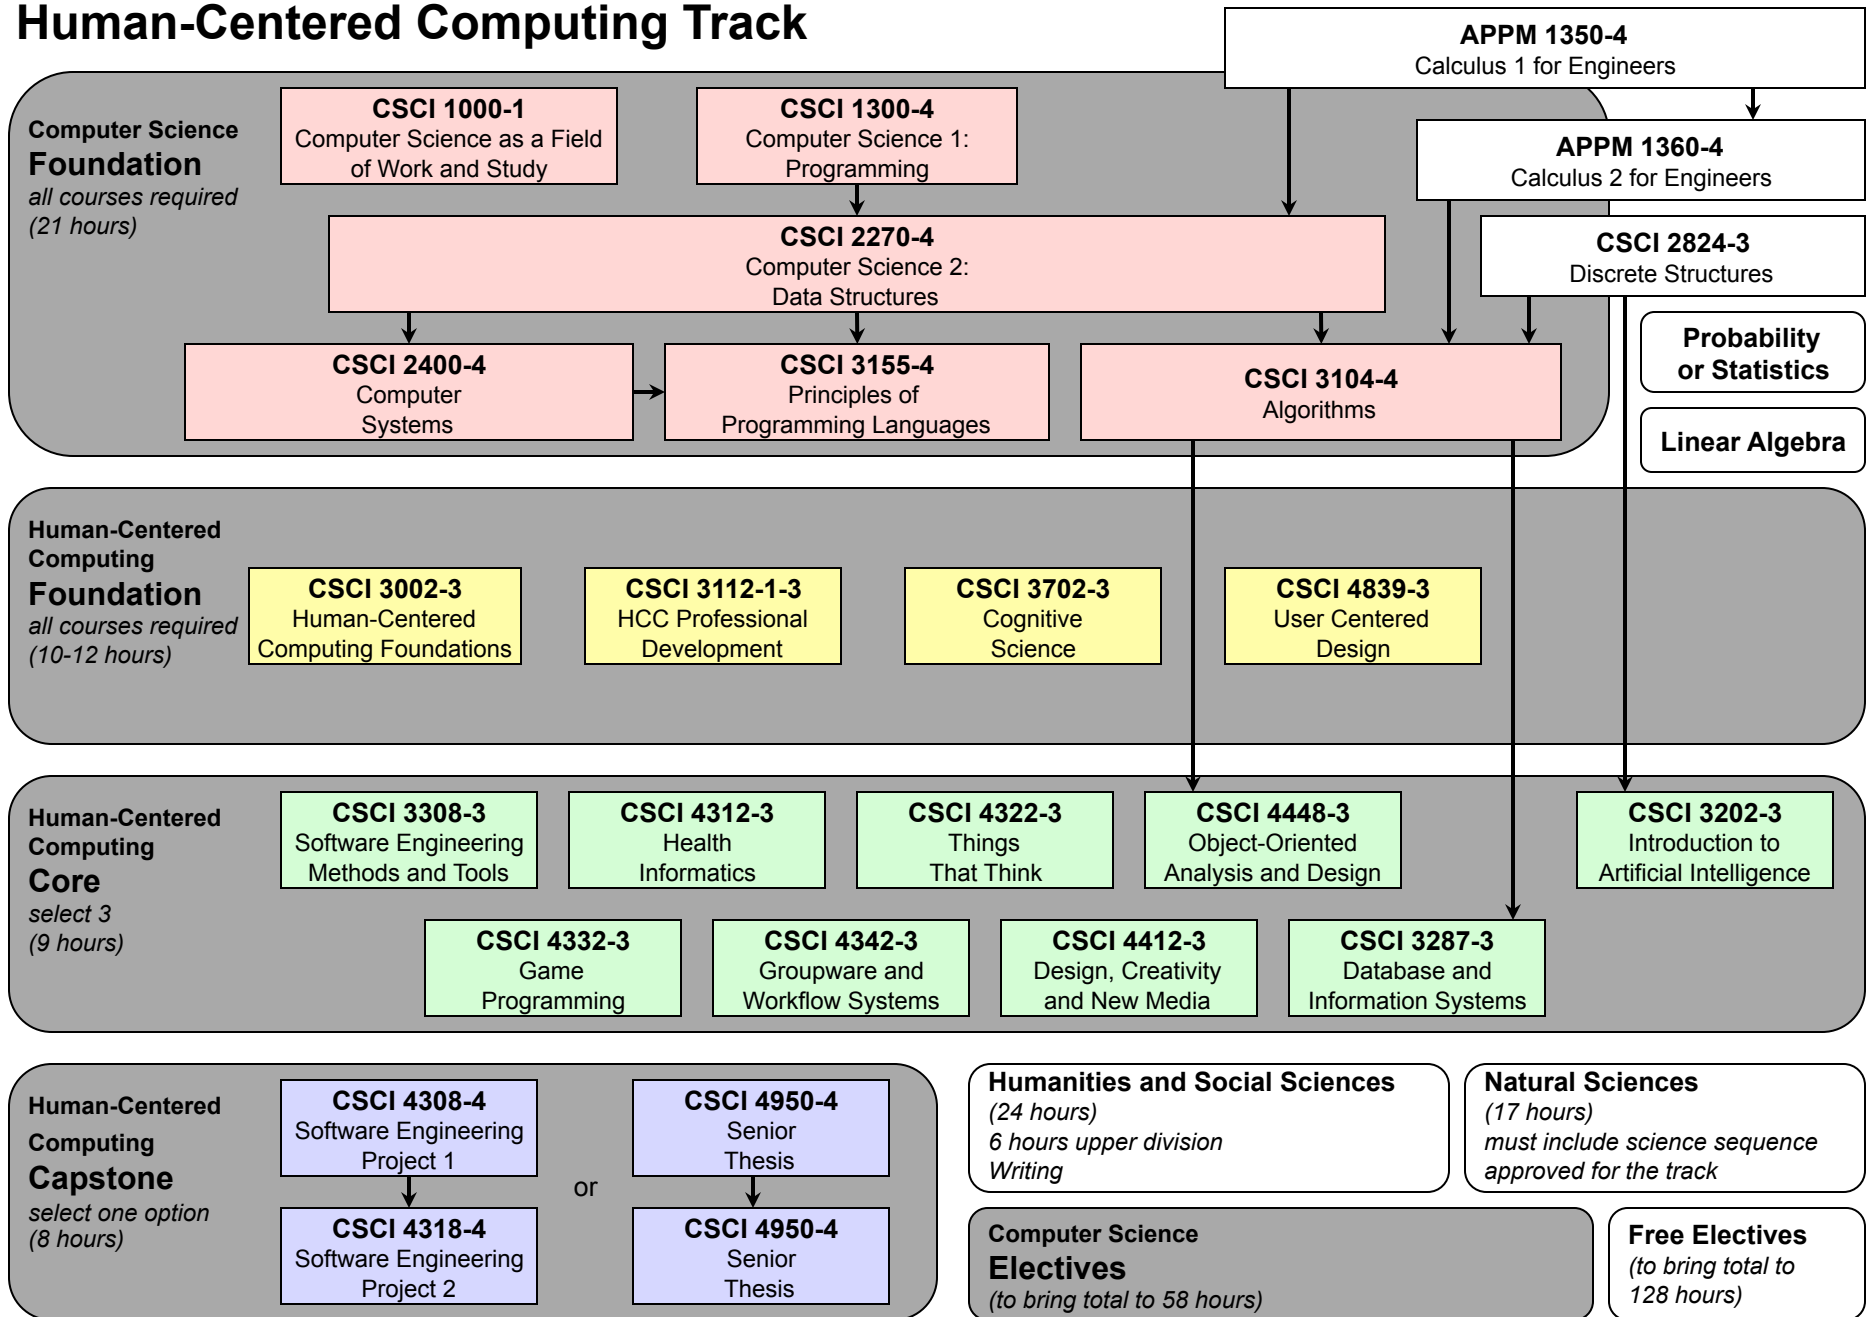 Human-Centered Computing Track
APPM 1350-4
Calculus 1 for Engineers
APPM 1360-4
Calculus 2 for Engineers
CSCI 2824-3
Discrete Structures
Probability
or Statistics
Linear Algebra
Computer Science
Foundation
all courses required
(21 hours)
CSCI 1000-1
Computer Science as a Field
of Work and Study
CSCI 1300-4
Computer Science 1:
Programming
CSCI 2270-4
Computer Science 2:
Data Structures
CSCI 2400-4
Computer
Systems
CSCI 3155-4
Principles of
Programming Languages
CSCI 3104-4
Algorithms
Human-Centered
Computing
Foundation
all courses required
(10-12 hours)
CSCI 3002-3
Human-Centered
Computing Foundations
CSCI 3112-1-3
HCC Professional
Development
CSCI 3702-3
Cognitive
Science
CSCI 4839-3
User Centered
Design
Human-Centered
Computing
Core
select 3
(9 hours)
CSCI 3308-3
Software Engineering
Methods and Tools
CSCI 4312-3
Health
Informatics
CSCI 4322-3
Things
That Think
CSCI 4448-3
Object-Oriented
Analysis and Design
CSCI 3202-3
Introduction to
Artificial Intelligence
CSCI 4332-3
Game
Programming
CSCI 4342-3
Groupware and
Workflow Systems
CSCI 4412-3
Design, Creativity
and New Media
CSCI 3287-3
Database and
Information Systems
Human-Centered
Computing
Capstone
select one option
(8 hours)
CSCI 4308-4
Software Engineering
Project 1
CSCI 4318-4
Software Engineering
Project 2
or
CSCI 4950-4
Senior
Thesis
CSCI 4950-4
Senior
Thesis
Humanities and Social Sciences
(24 hours)
6 hours upper division
Writing
Natural Sciences
(17 hours)
must include science sequence
approved for the track
Computer Science
Electives
(to bring total to 58 hours)
Free Electives
(to bring total to
128 hours)